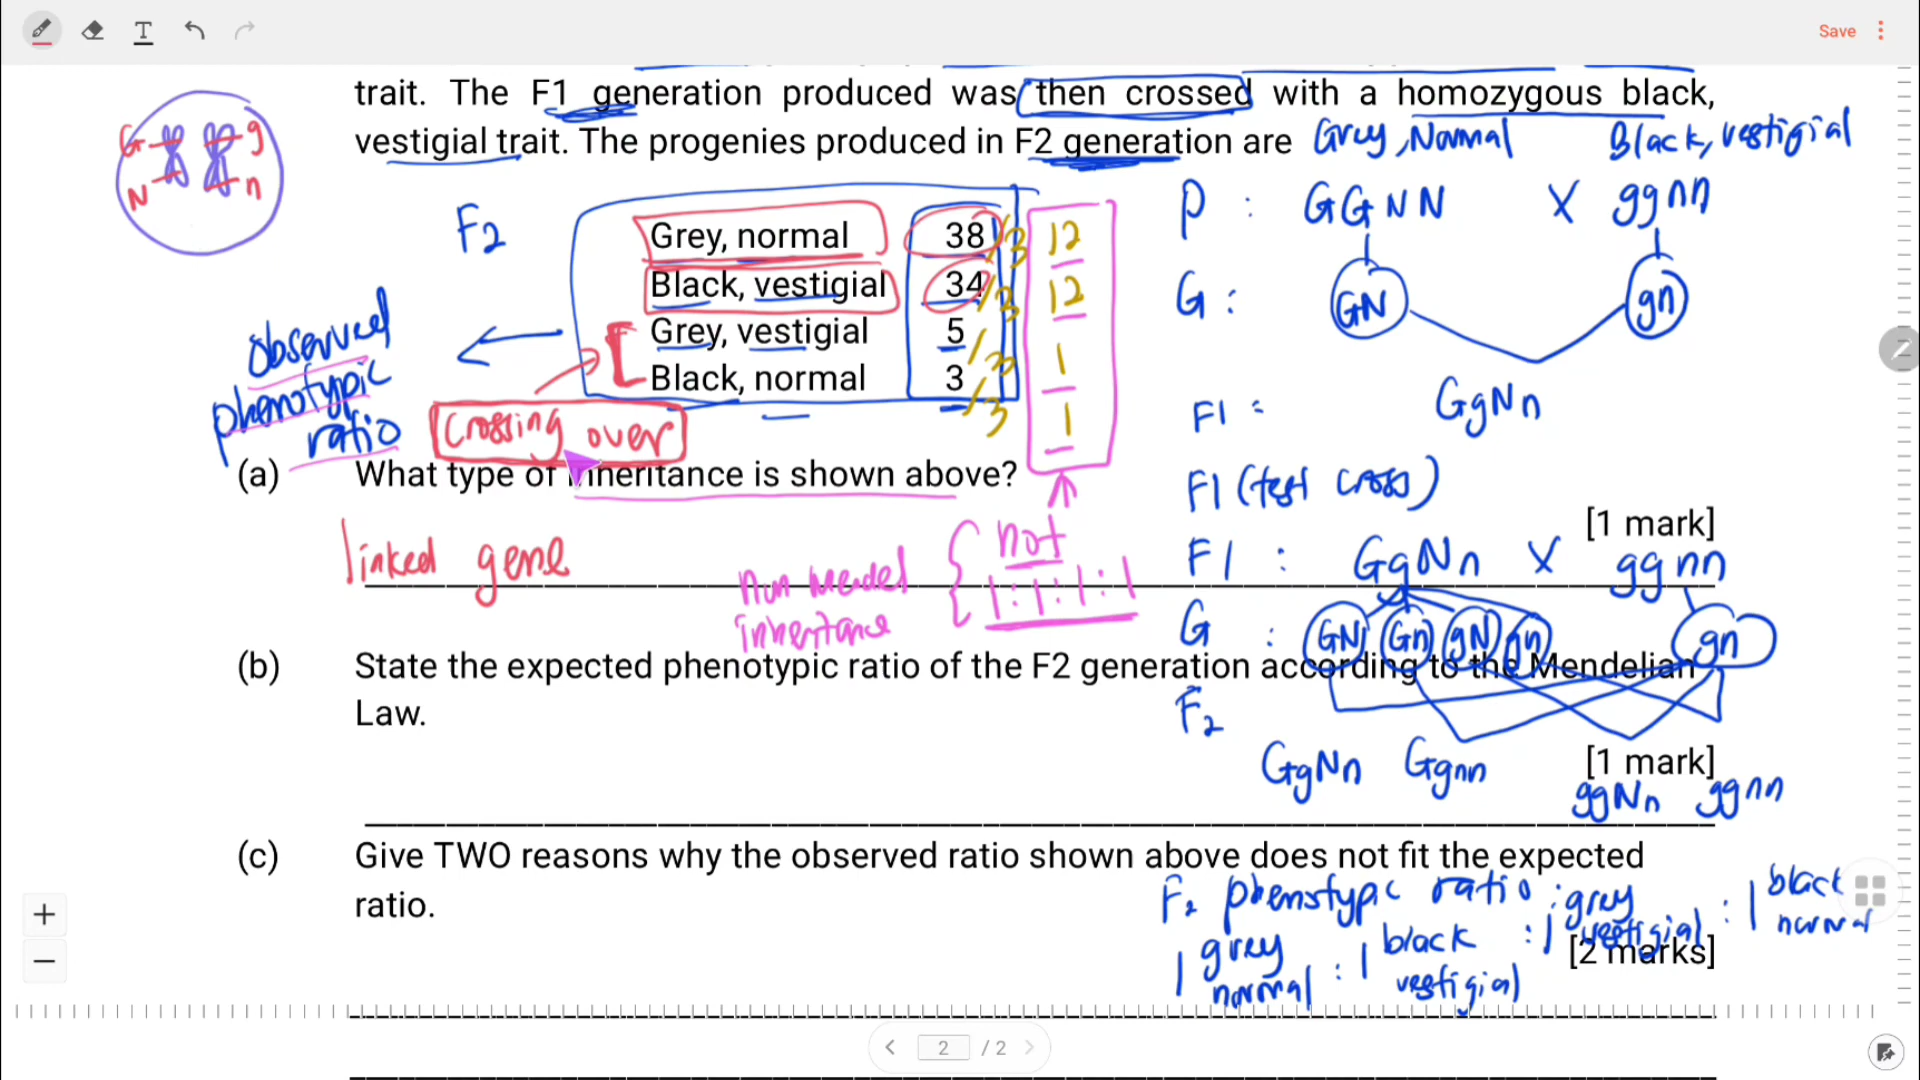 Save
trait. The F1 generation produced was then crossed with a homozygous black,
vestigial trait. The progenies produced in F2 generation are
Grey, Normal Black, vestigial
G g
N n
P : GGNN X ggnn
F2
Grey, normal 38 /3 12
Black, vestigial 34 /3 12
Grey, vestigial 5 /3 1
Black, normal 3 /3 1
G : GN gn
observed
phenotypic
ratio
crossing over
F1 : GgNn
(a) What type of inheritance is shown above?
F1 (test cross)
[1 mark]
linked gene
non mendel
inheritance
not
1:1:1:1
F1 : GgNn X ggnn
G : GN Gn gN gn gn
(b) State the expected phenotypic ratio of the F2 generation according to the Mendelian
Law.
F2
GgNn Ggnn ggNn ggnn
[1 mark]
(c) Give TWO reasons why the observed ratio shown above does not fit the expected
ratio.
F2 phenotypic ratio :
1 grey normal : 1 black vestigial : 1 grey vestigial : 1 black normal
[2 marks]
2 / 2